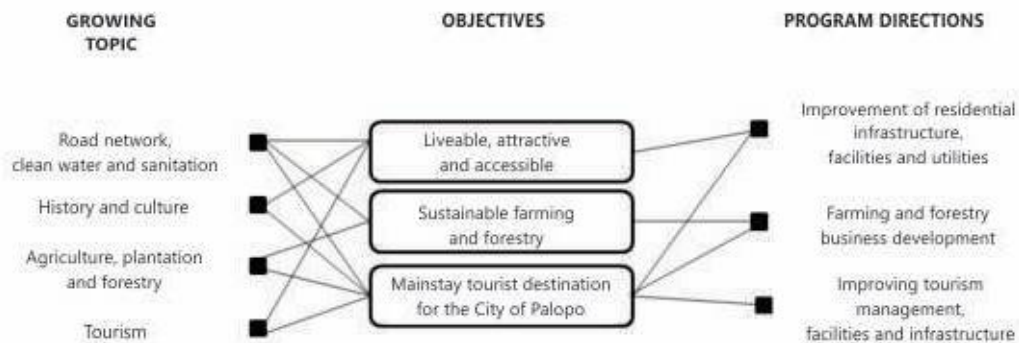 GROWING
TOPIC
OBJECTIVES
PROGRAM DIRECTIONS
Road network,
clean water and sanitation
History and culture
Agriculture, plantation
and forestry
Tourism
Liveable, attractive
and accessible
Sustainable farming
and forestry
Mainstay tourist destination
for the City of Palopo
Improvement of residential
infrastructure,
facilities and utilities
Farming and forestry
business development
Improving tourism
management,
facilities and infrastructure